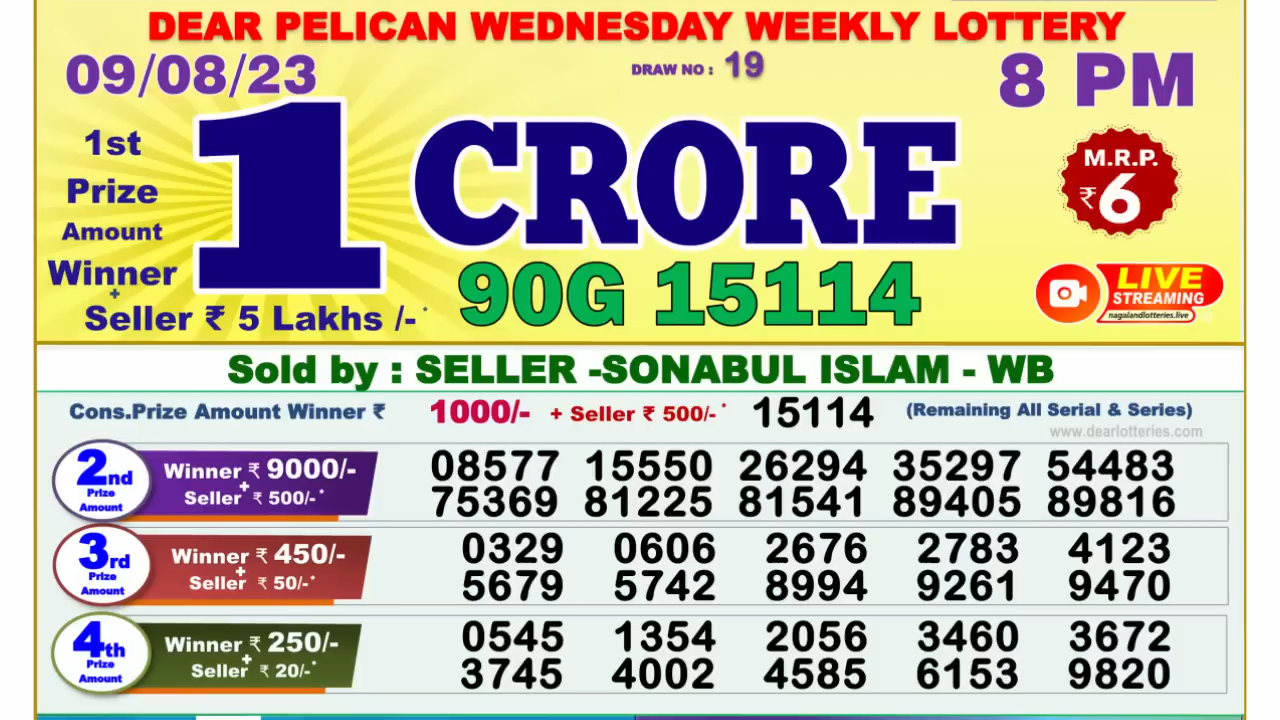 DEAR PELICAN WEDNESDAY WEEKLY LOTTERY
09/08/23
DRAW NO : 19
8 PM
1st
Prize
Amount
Winner
+
Seller ₹ 5 Lakhs /-*
1 CRORE
90G 15114
M.R.P.
₹ 6
LIVE
STREAMING
nagalandlotteries.live
Sold by : SELLER -SONABUL ISLAM - WB
Cons.Prize Amount Winner ₹ 1000/- + Seller ₹ 500/-* 15114 (Remaining All Serial & Series)
www.dearlotteries.com
2nd
Prize
Amount
Winner ₹ 9000/-
+
Seller ₹ 500/-*
08577 15550 26294 35297 54483
75369 81225 81541 89405 89816
3rd
Prize
Amount
Winner ₹ 450/-
+
Seller ₹ 50/-*
0329 0606 2676 2783 4123
5679 5742 8994 9261 9470
4th
Prize
Amount
Winner ₹ 250/-
+
Seller ₹ 20/-*
0545 1354 2056 3460 3672
3745 4002 4585 6153 9820